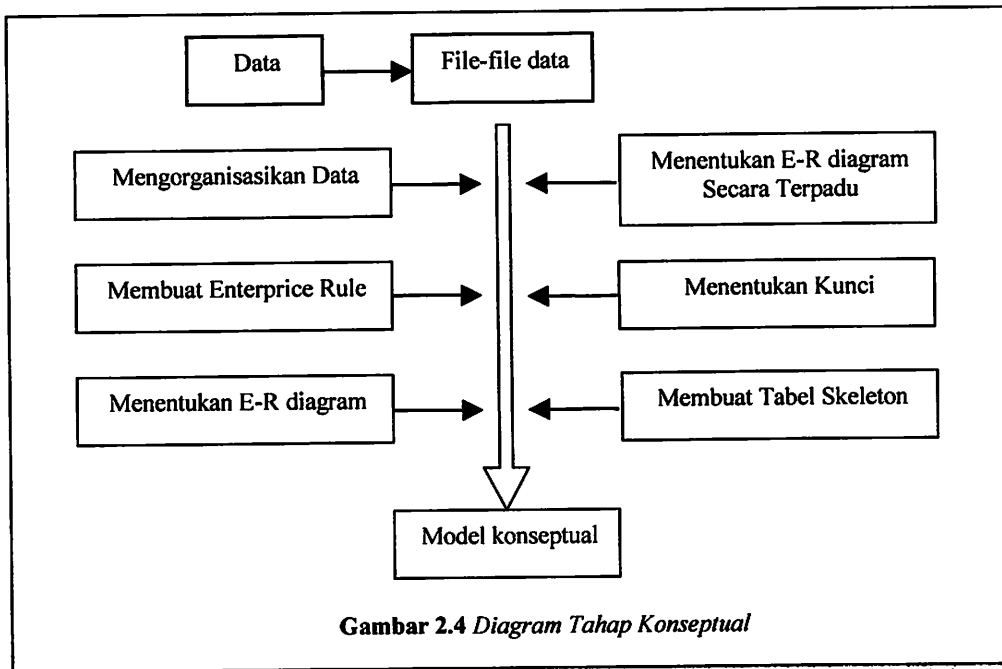 Data
File-file data
Mengorganisasikan Data
Menentukan E-R diagram
Secara Terpadu
Membuat Enterprice Rule
Menentukan Kunci
Menentukan E-R diagram
Membuat Tabel Skeleton
Model konseptual
Gambar 2.4 Diagram Tahap Konseptual